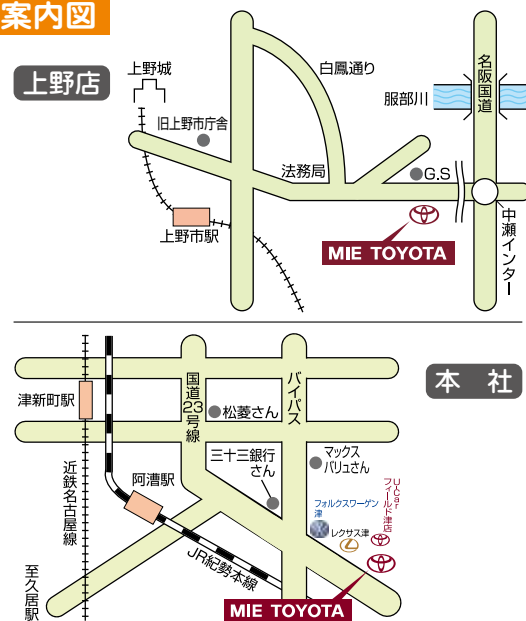 案内図
上野店
上野城
白鳳通り
名阪国道
服部川
旧上野市庁舎
法務局
G.S
上野市駅
MIE TOYOTA
中瀬インター
本　社
津新町駅
国道23号線
バイパス
松菱さん
三十三銀行
さん
マックス
バリュさん
近鉄名古屋線
阿漕駅
フォルクスワーゲン
津
U-Car
フィールド津店
レクサス津
JR紀勢本線
至久居駅
MIE TOYOTA